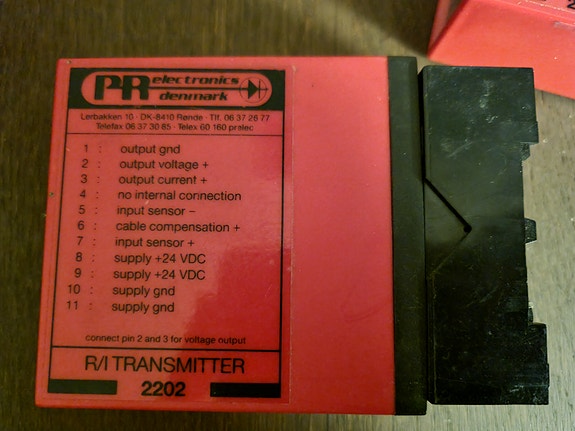 PR electronics
denmark
Lerbakken 10 · DK-8410 Rønde · Tlf. 06 37 26 77
Telefax 06 37 30 85 · Telex 60 160 pralec
1 : output gnd
2 : output voltage +
3 : output current +
4 : no internal connection
5 : input sensor –
6 : cable compensation +
7 : input sensor +
8 : supply +24 VDC
9 : supply +24 VDC
10 : supply gnd
11 : supply gnd
connect pin 2 and 3 for voltage output
R/I TRANSMITTER
2202